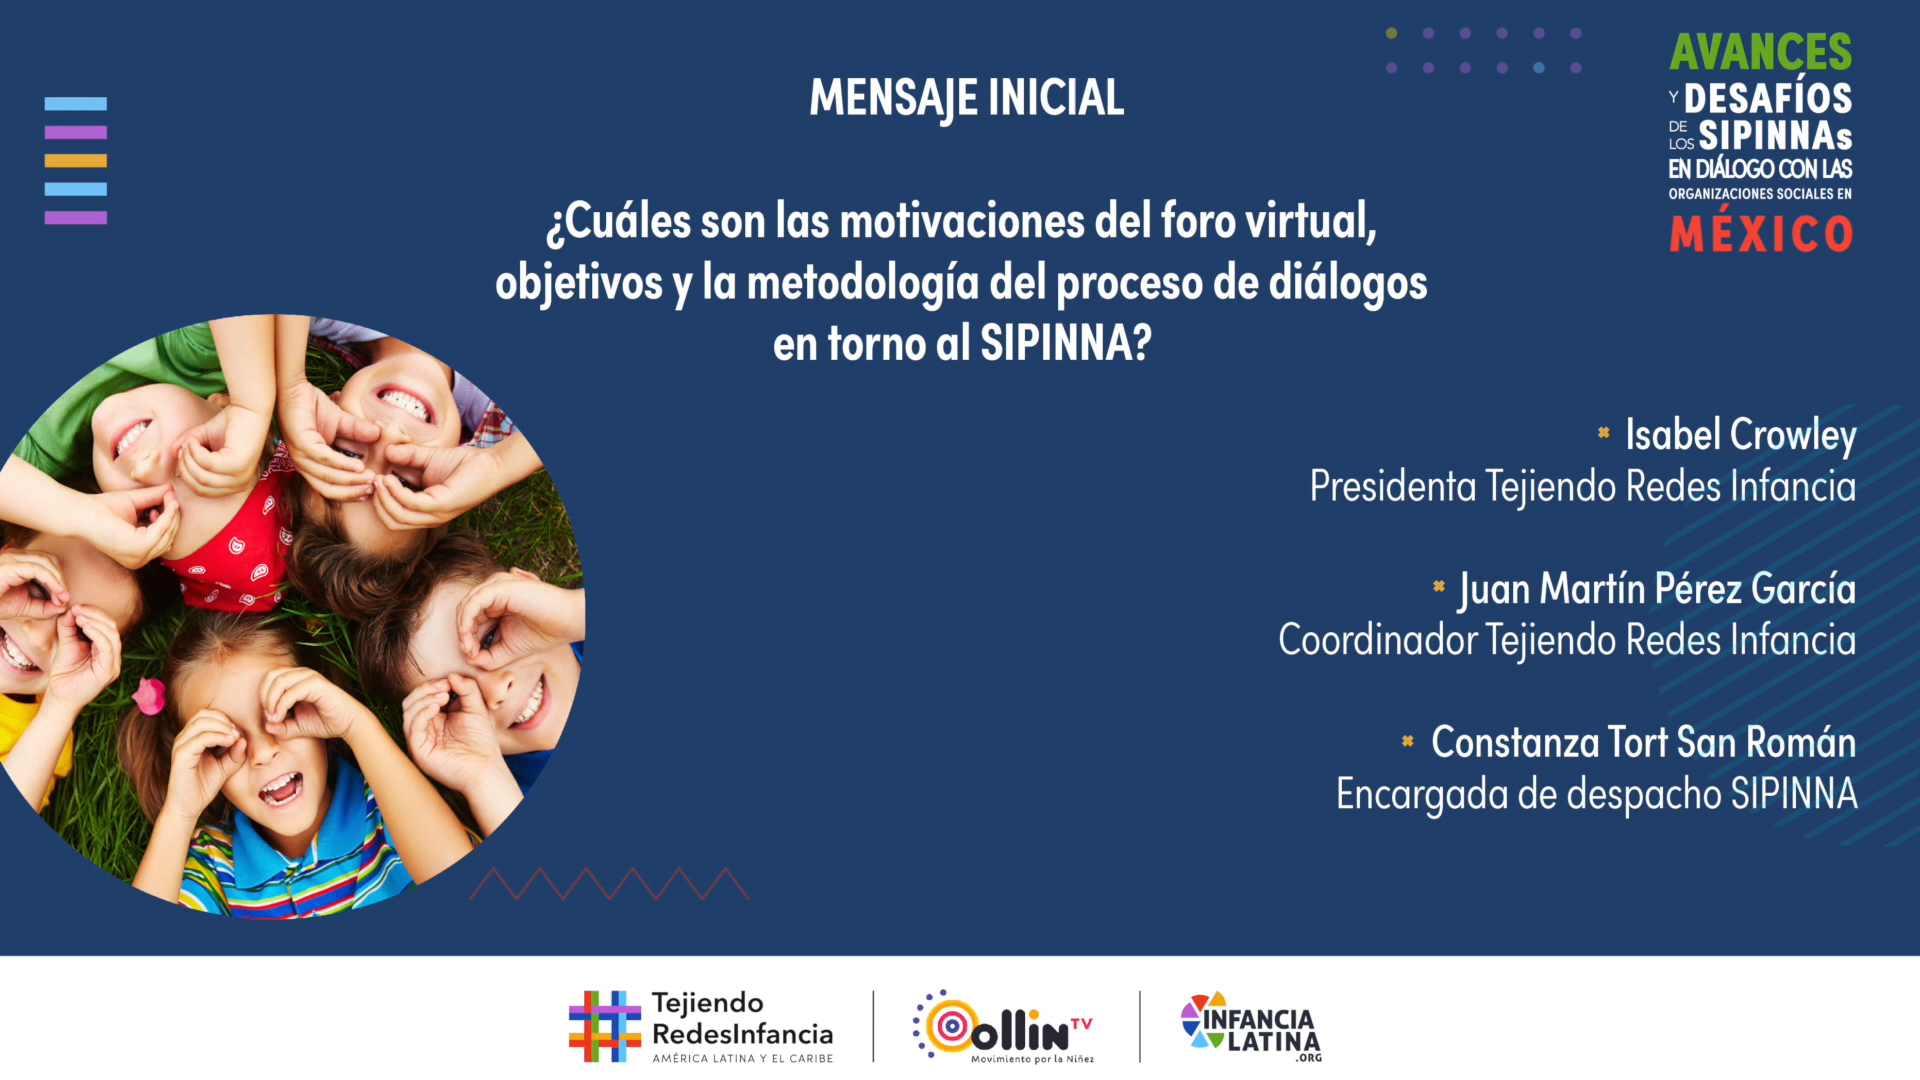 MENSAJE INICIAL
¿Cuáles son las motivaciones del foro virtual,
objetivos y la metodología del proceso de diálogos
en torno al SIPINNA?
AVANCES
Y DESAFÍOS
DE LOS SIPINNAs
EN DIÁLOGO CON LAS
ORGANIZACIONES SOCIALES EN
MÉXICO
Isabel Crowley
Presidenta Tejiendo Redes Infancia
Juan Martín Pérez García
Coordinador Tejiendo Redes Infancia
Constanza Tort San Román
Encargada de despacho SIPINNA
Tejiendo
RedesInfancia
AMÉRICA LATINA Y EL CARIBE
ollin TV
Movimiento por la Niñez
INFANCIA
LATINA
.ORG